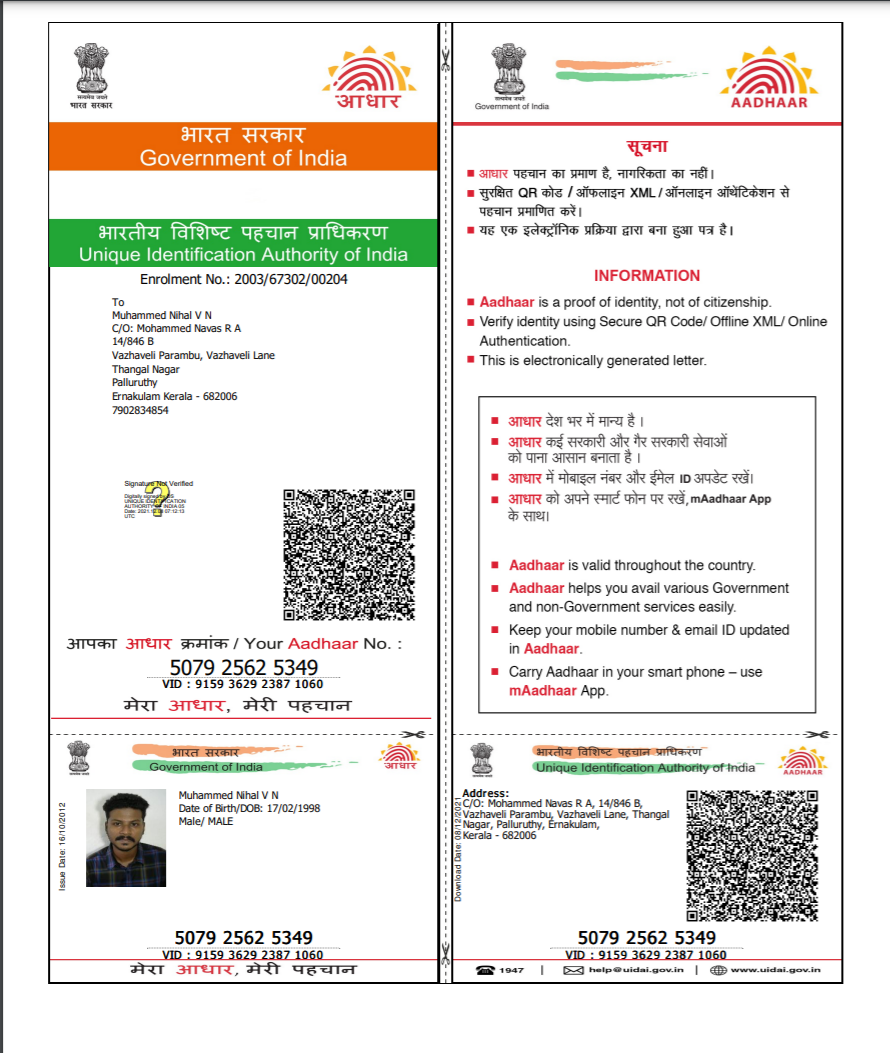 सत्यमेव जयते
भारत सरकार
आधार
भारत सरकार
Government of India
भारतीय विशिष्ट पहचान प्राधिकरण
Unique Identification Authority of India
Enrolment No.: 2003/67302/00204
To
Muhammed Nihal V N
C/O: Mohammed Navas R A
14/846 B
Vazhaveli Parambu, Vazhaveli Lane
Thangal Nagar
Palluruthy
Ernakulam Kerala - 682006
7902834854
Signature Not Verified
Digitally signed by DS
UNIQUE IDENTIFICATION
AUTHORITY OF INDIA 05
07:12:13
UTC
आपका आधार क्रमांक / Your Aadhaar No. :
5079 2562 5349
VID : 9159 3629 2387 1060
मेरा आधार, मेरी पहचान
सत्यमेव जयते
Government of India
AADHAAR
सूचना
आधार पहचान का प्रमाण है, नागरिकता का नहीं।
सुरक्षित QR कोड / ऑफलाइन XML / ऑनलाइन ऑथेंटिकेशन से
पहचान प्रमाणित करें।
यह एक इलेक्ट्रॉनिक प्रक्रिया द्वारा बना हुआ पत्र है।
INFORMATION
Aadhaar is a proof of identity, not of citizenship.
Verify identity using Secure QR Code/ Offline XML/ Online
Authentication.
This is electronically generated letter.
आधार देश भर में मान्य है ।
आधार कई सरकारी और गैर सरकारी सेवाओं
को पाना आसान बनाता है ।
आधार में मोबाइल नंबर और ईमेल ID अपडेट रखें।
आधार को अपने स्मार्ट फोन पर रखें, mAadhaar App
के साथ।
Aadhaar is valid throughout the country.
Aadhaar helps you avail various Government
and non-Government services easily.
Keep your mobile number & email ID updated
in Aadhaar.
Carry Aadhaar in your smart phone – use
mAadhaar App.
भारत सरकार
Government of India
आधार
Issue Date: 16/10/2012
Muhammed Nihal V N
Date of Birth/DOB: 17/02/1998
Male/ MALE
5079 2562 5349
VID : 9159 3629 2387 1060
मेरा आधार, मेरी पहचान
भारतीय विशिष्ट पहचान प्राधिकरण
Unique Identification Authority of India
AADHAAR
Download Date: 08/12/2021
Address:
C/O: Mohammed Navas R A, 14/846 B,
Vazhaveli Parambu, Vazhaveli Lane, Thangal
Nagar, Palluruthy, Ernakulam,
Kerala - 682006
5079 2562 5349
VID : 9159 3629 2387 1060
1947 | help@uidai.gov.in | www.uidai.gov.in